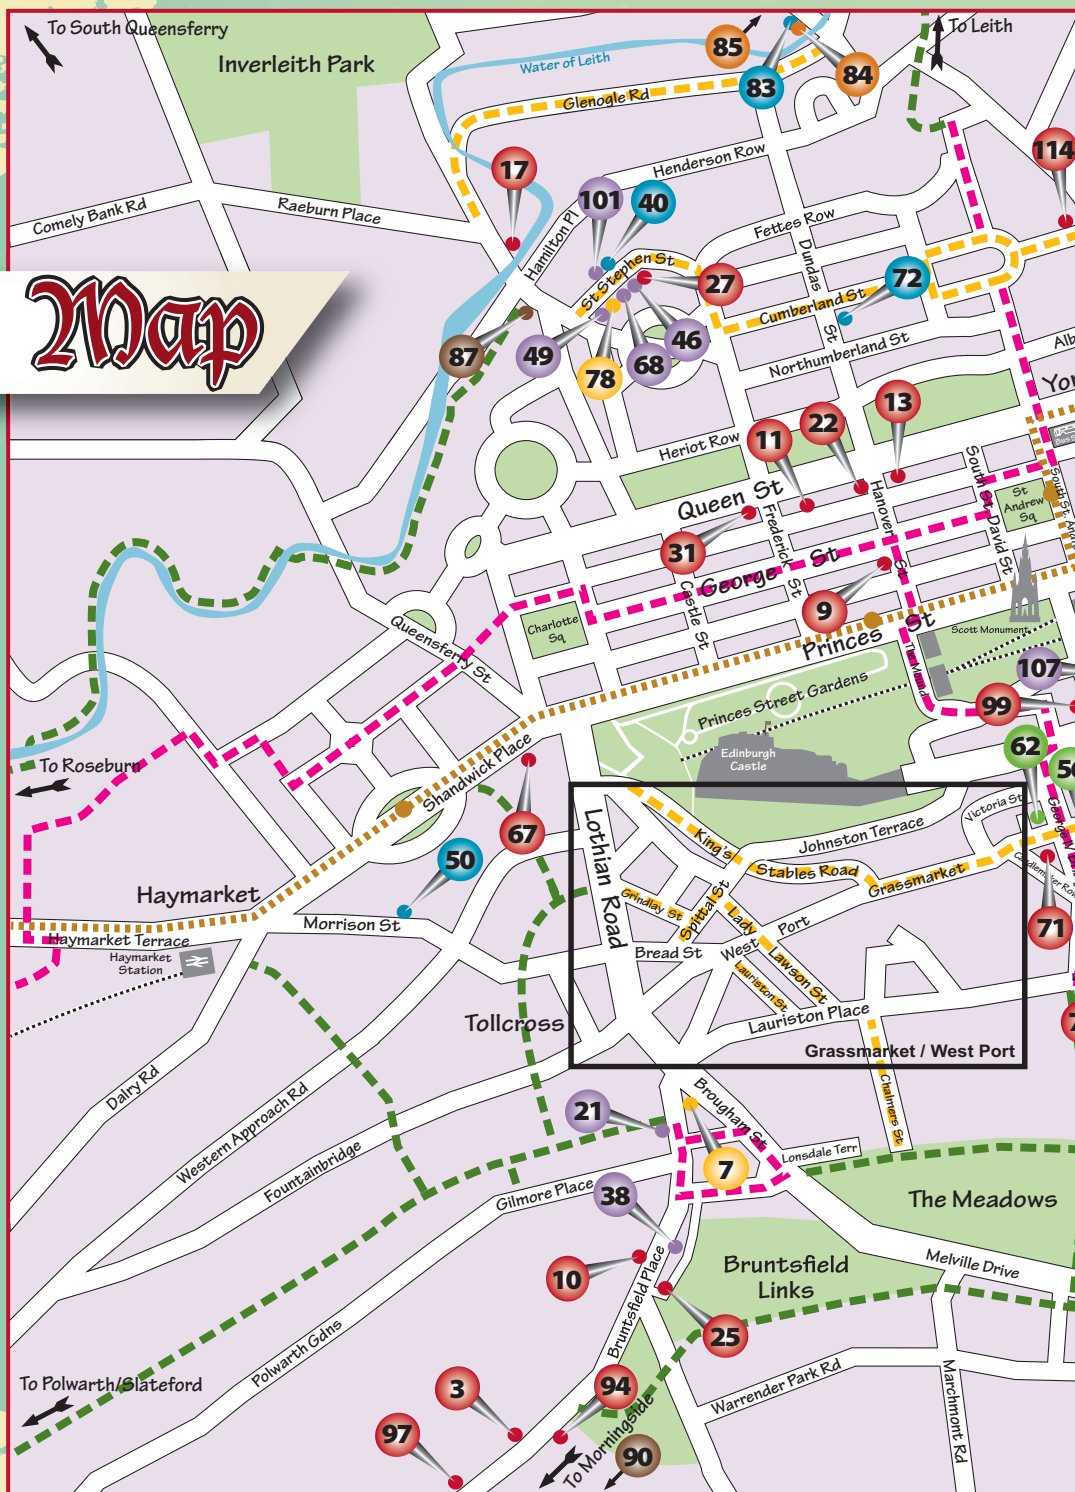 To South Queensferry
Inverleith Park
Water of Leith
85
83
84
To Leith
Glenogle Rd
114
17
Henderson Row
101
40
Comely Bank Rd
Raeburn Place
Hamilton Pl
Fettes Row
Dundas St
St Stephen St
27
72
Cumberland St
Map
87
49
78
68
46
Northumberland St
13
22
11
Heriot Row
Queen St
Hanover St
South St. David St
St
Andrew
Sq
31
Frederick St
George St
Castle St
9
Charlotte
Sq
Princes St
Scott Monument
Queensferry St
The Mound
107
Princes Street Gardens
99
Edinburgh
Castle
62
To Roseburn
Shandwick Place
67
Lothian Road
Victoria St
Johnston Terrace
King's
Stables Road
Grassmarket
50
Haymarket
Morrison St
Grindlay St
Spittal St
Lady
Lawson St
West Port
Bread St
71
Haymarket Terrace
Haymarket
Station
Lauriston St
Lauriston Place
Tollcross
Grassmarket / West Port
Dalry Rd
Western Approach Rd
Fountainbridge
Chalmers St
21
Brougham St
Lonsdale Terr
7
Gilmore Place
38
The Meadows
10
Bruntsfield Place
Bruntsfield
Links
Melville Drive
25
Polwarth Gdns
To Polwarth/Slateford
3
94
Warrender Park Rd
Marchmont Rd
97
To Morningside
90